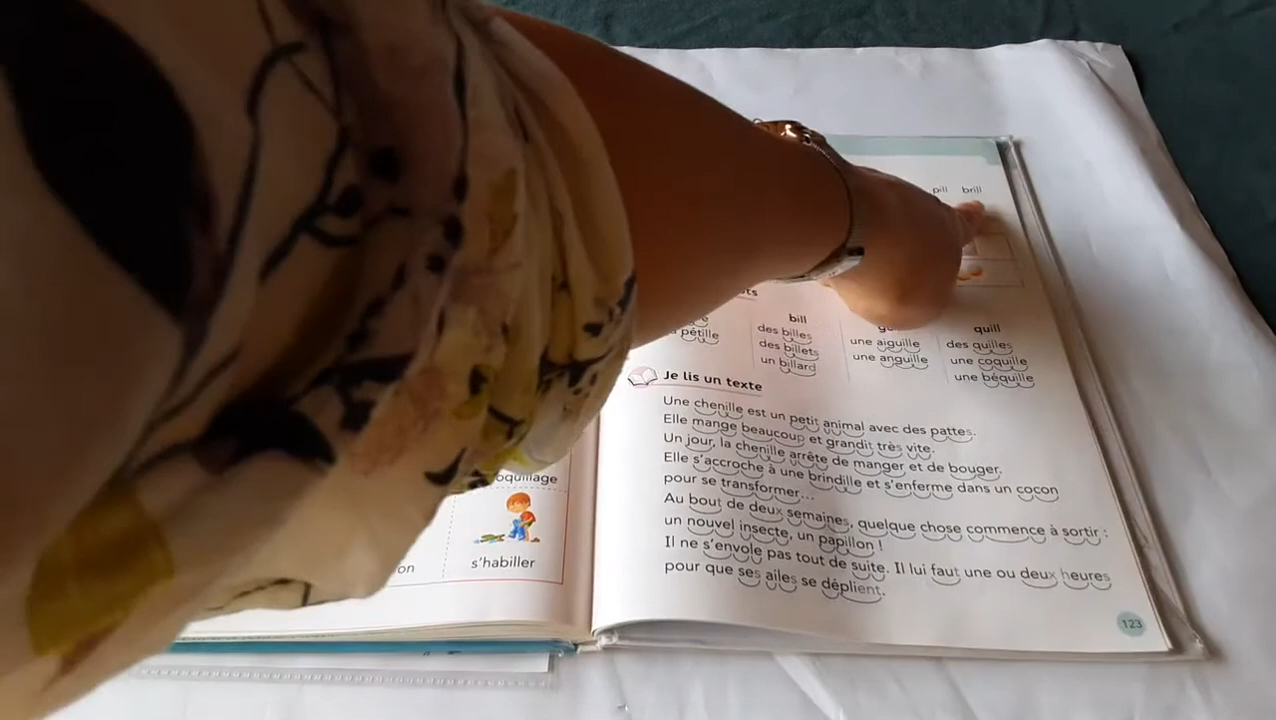 oquillage
on
s'habiller
pill brill
ts
pétille
bill
des billes
des billets
un billard
une aiguille
une anguille
quill
des quilles
une coquille
une béquille
Je lis un texte
Une chenille est un petit animal avec des pattes.
Elle mange beaucoup et grandit très vite.
Un jour, la chenille arrête de manger et de bouger.
Elle s'accroche à une brindille et s'enferme dans un cocon
pour se transformer...
Au bout de deux semaines, quelque chose commence à sortir :
un nouvel insecte, un papillon !
Il ne s'envole pas tout de suite. Il lui faut une ou deux heures
pour que ses ailes se déplient.
123